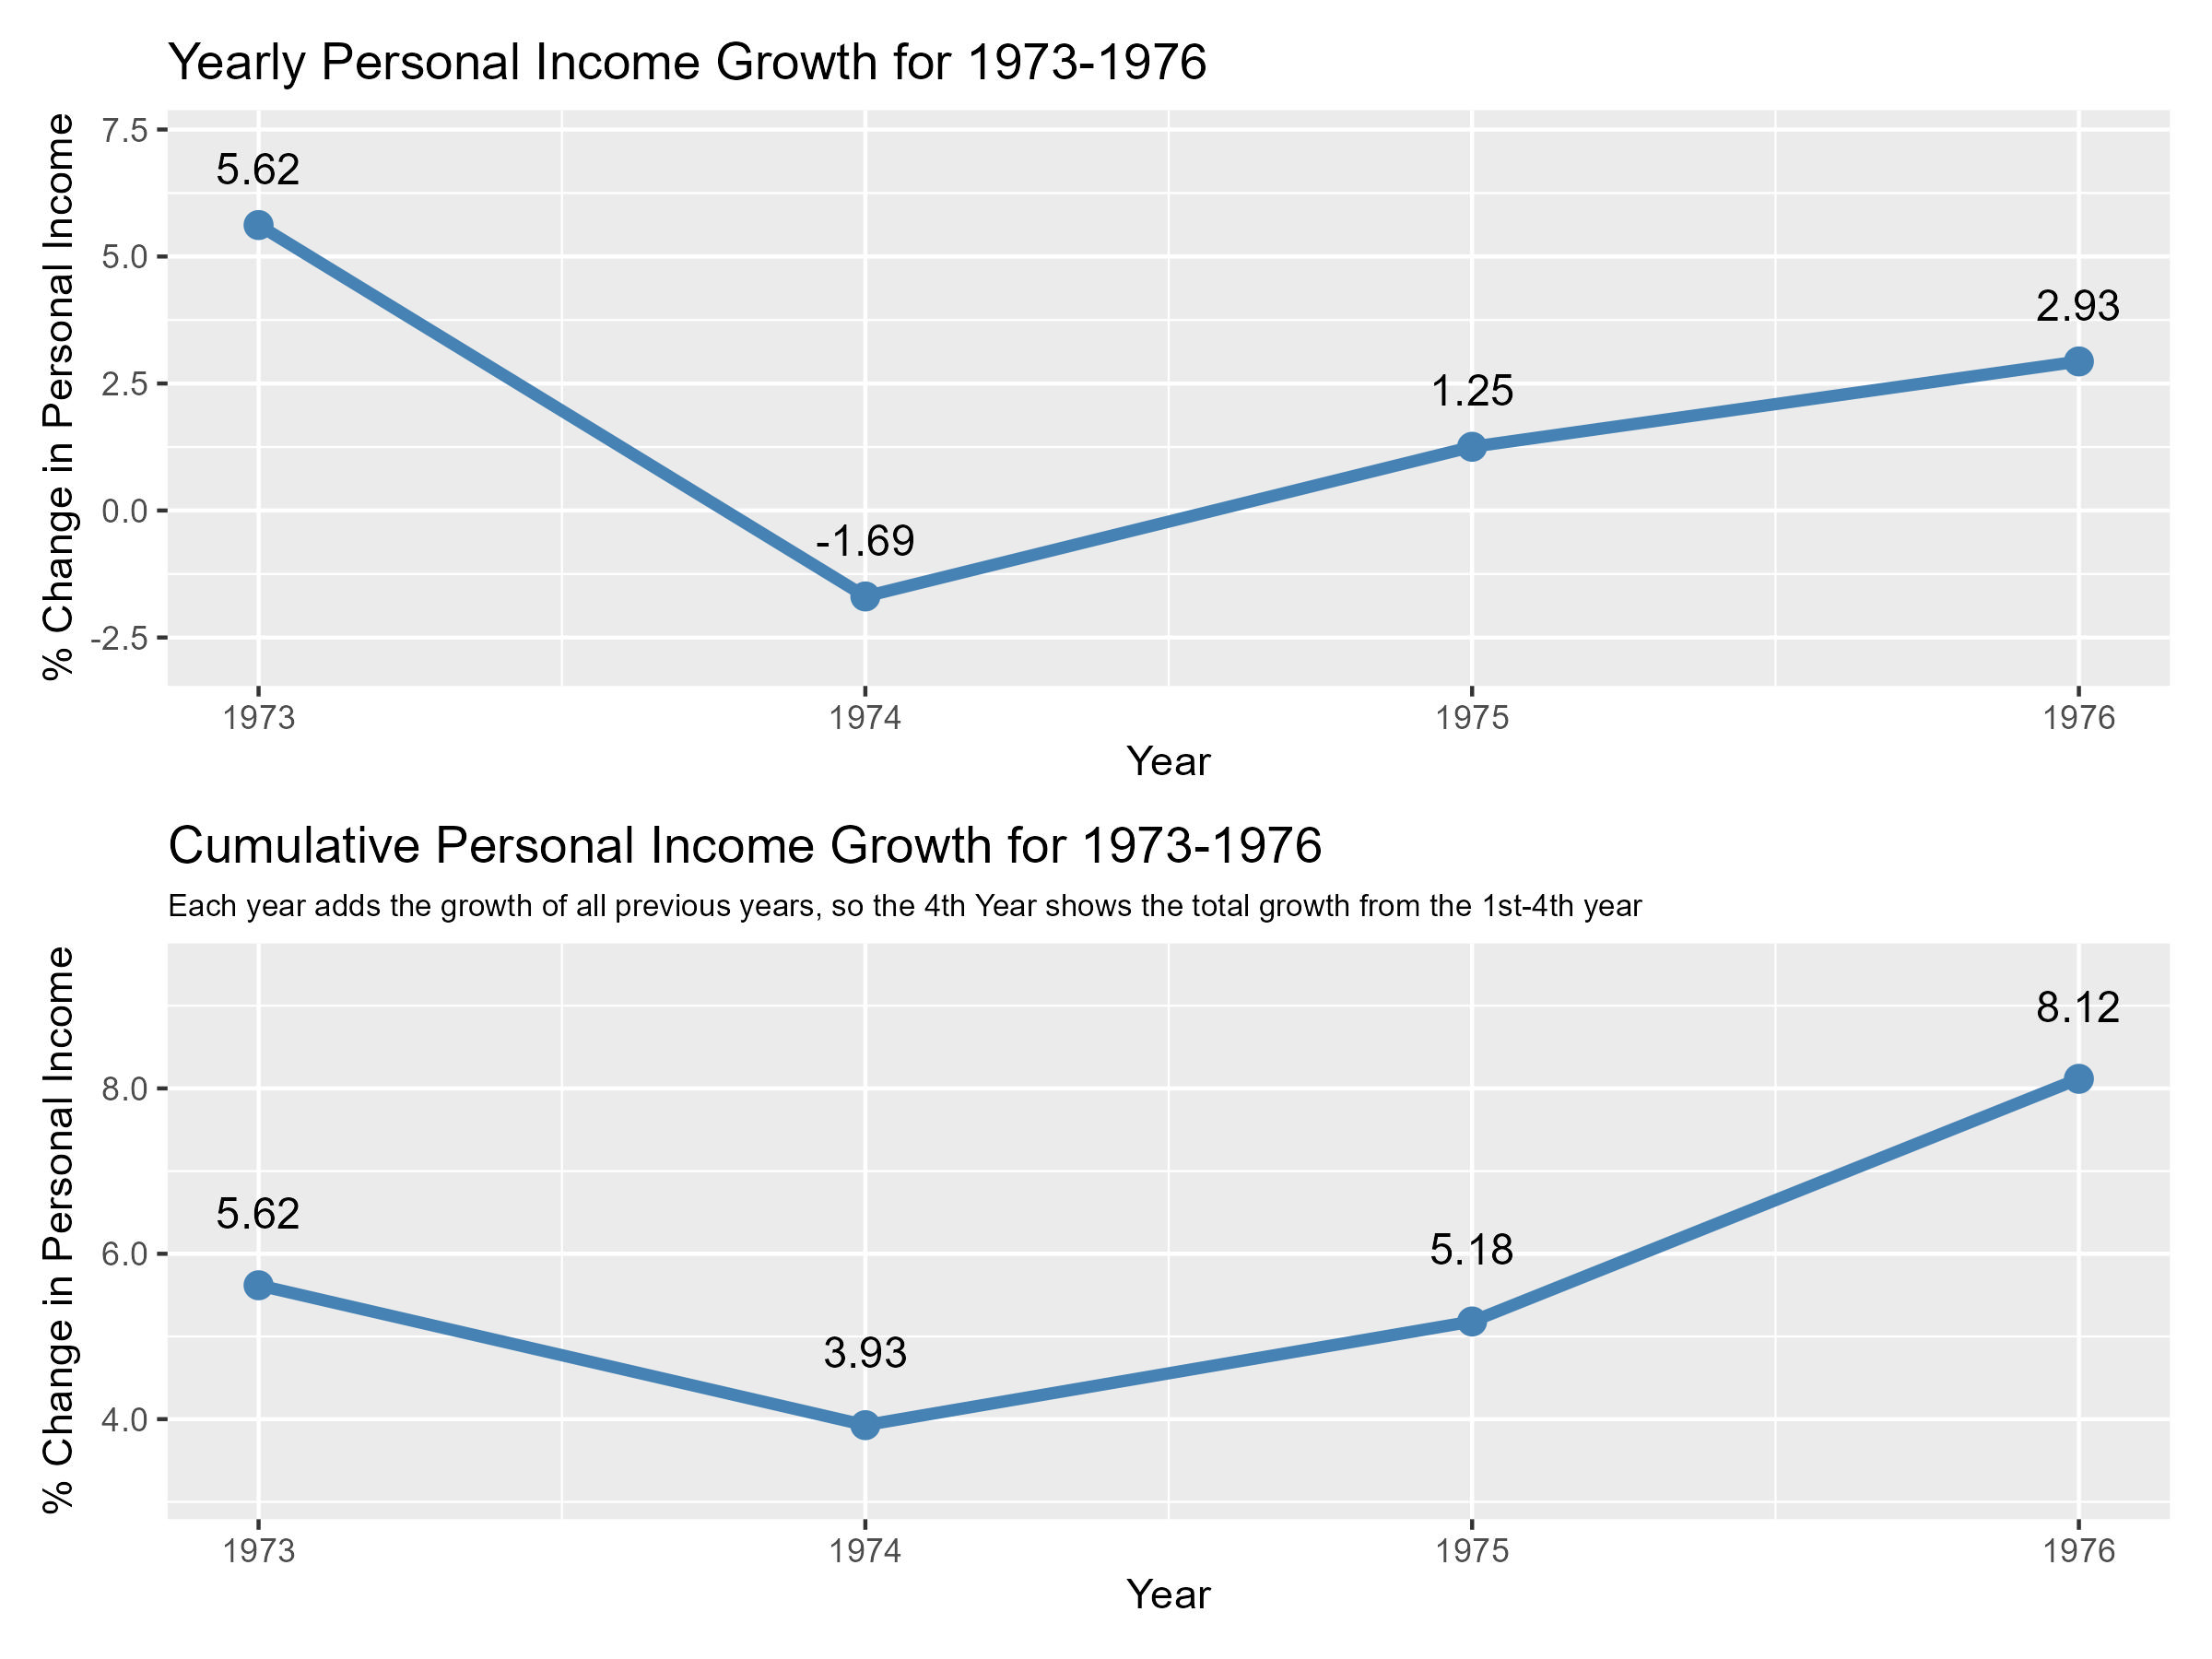 Yearly Personal Income Growth for 1973-1976
% Change in Personal Income
7.5
5.0
2.5
0.0
-2.5
5.62
-1.69
1.25
2.93
1973 1974 1975 1976
Year
Cumulative Personal Income Growth for 1973-1976
Each year adds the growth of all previous years, so the 4th Year shows the total growth from the 1st-4th year
% Change in Personal Income
8.0
6.0
4.0
5.62
3.93
5.18
8.12
1973 1974 1975 1976
Year